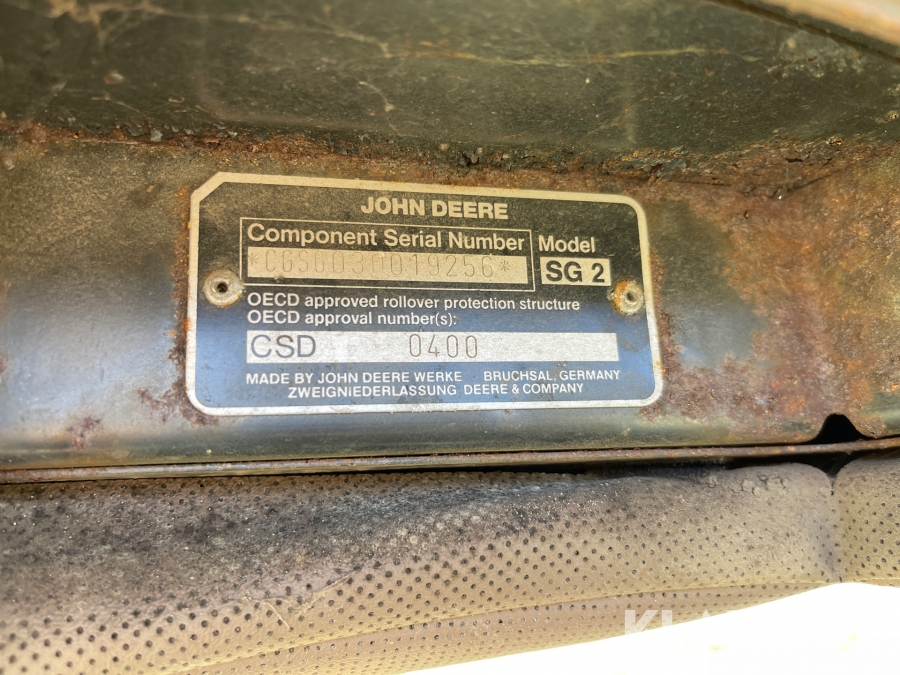 JOHN DEERE
Component Serial Number
Model
*CGSG030019256*
SG 2
OECD approved rollover protection structure
OECD approval number(s):
CSD 0400
MADE BY JOHN DEERE WERKE BRUCHSAL, GERMANY
ZWEIGNIEDERLASSUNG DEERE & COMPANY